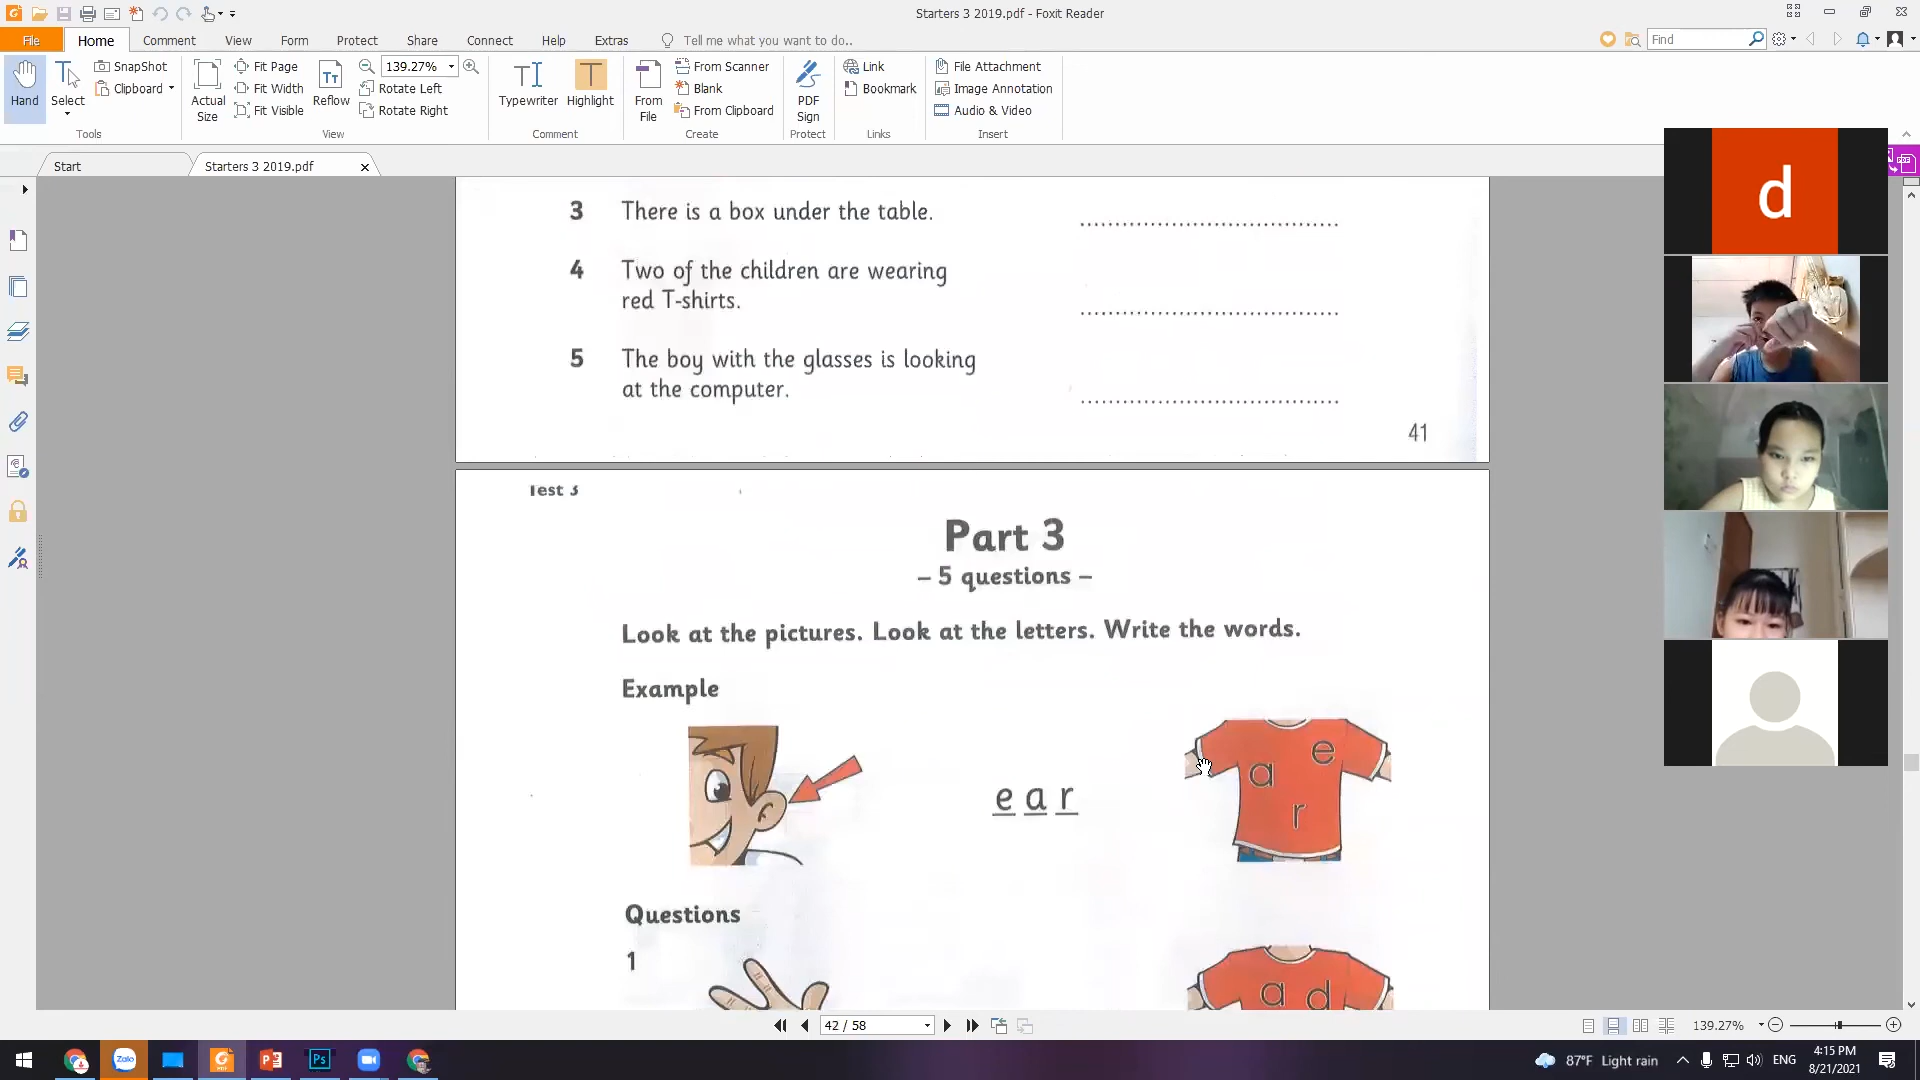 Starters 3 2019.pdf - Foxit Reader
File Home Comment View Form Protect Share Connect Help Extras Tell me what you want to do.. Find
Hand
Select
SnapShot
Clipboard
Tools
Actual Size
Fit Page
Fit Width
Fit Visible
Reflow
139.27%
Rotate Left
Rotate Right
View
Typewriter
Highlight
Comment
From File
From Scanner
Blank
From Clipboard
Create
PDF Sign
Protect
Link
Bookmark
Links
File Attachment
Image Annotation
Audio & Video
Insert
Start Starters 3 2019.pdf
d
3 There is a box under the table. ....................................
4 Two of the children are wearing
red T-shirts. ....................................
5 The boy with the glasses is looking
at the computer. ....................................
41
Test 3
Part 3
– 5 questions –
Look at the pictures. Look at the letters. Write the words.
Example
e a r
a e r
Questions
1
a d
42 / 58
139.27%
Zalo
87°F Light rain
ENG
4:15 PM
8/21/2021